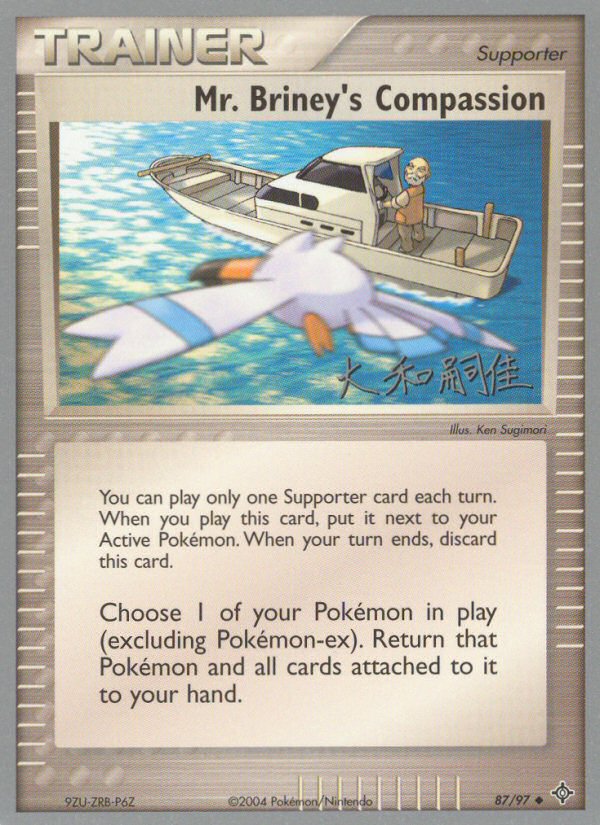 TRAINER
Supporter
Mr. Briney's Compassion
大和嗣佳
Illus. Ken Sugimori
You can play only one Supporter card each turn.
When you play this card, put it next to your
Active Pokémon. When your turn ends, discard
this card.
Choose 1 of your Pokémon in play
(excluding Pokémon-ex). Return that
Pokémon and all cards attached to it
to your hand.
9ZU-ZRB-P6Z
©2004 Pokémon/Nintendo
87/97